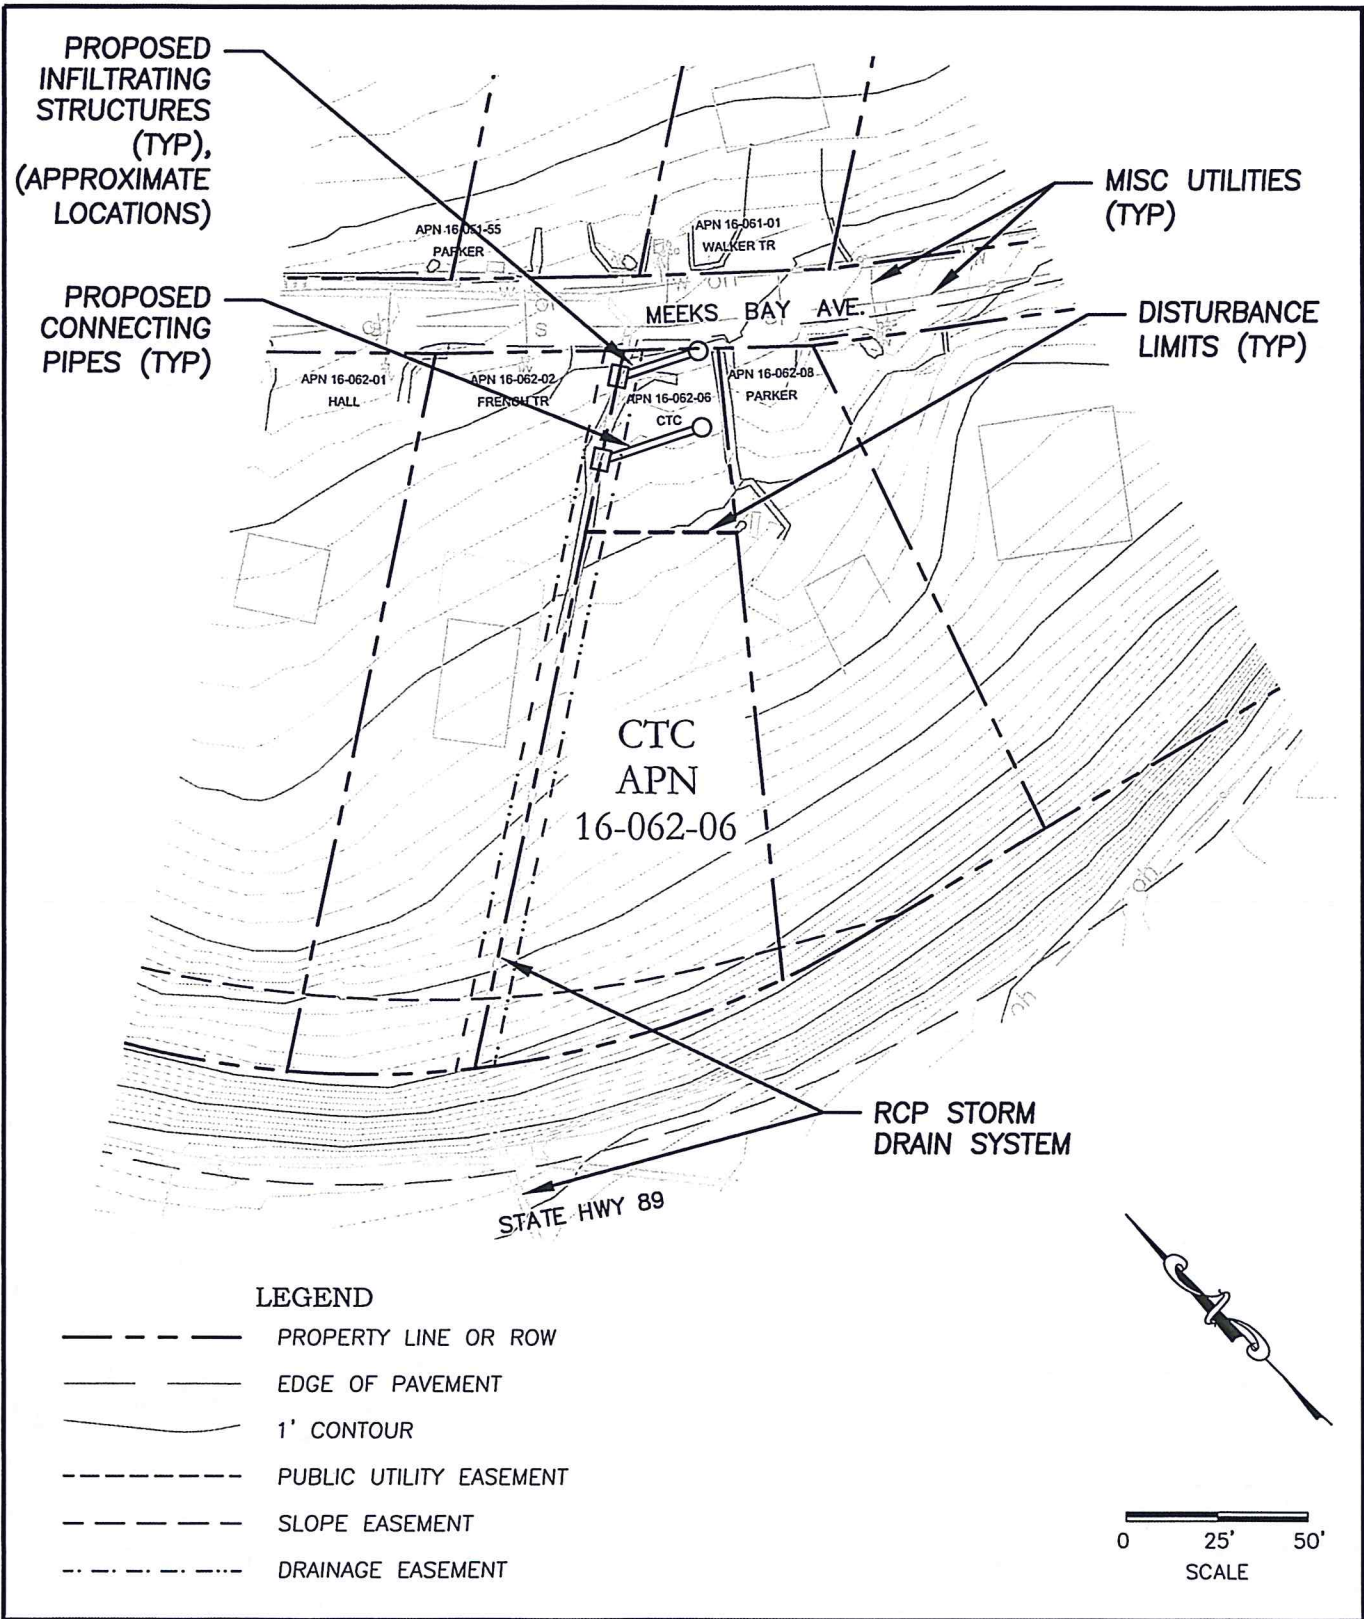 PROPOSED
INFILTRATING
STRUCTURES
(TYP),
(APPROXIMATE
LOCATIONS)
MISC UTILITIES
(TYP)
APN 16-051-55
PARKER
APN 16-061-01
WALKER TR
PROPOSED
CONNECTING
PIPES (TYP)
MEEKS BAY AVE.
DISTURBANCE
LIMITS (TYP)
APN 16-062-01
HALL
APN 16-062-02
FRENCH TR
APN 16-062-06
CTC
APN 16-062-08
PARKER
CTC
APN
16-062-06
oh
oh
RCP STORM
DRAIN SYSTEM
STATE HWY 89
LEGEND
PROPERTY LINE OR ROW
EDGE OF PAVEMENT
1' CONTOUR
PUBLIC UTILITY EASEMENT
SLOPE EASEMENT
DRAINAGE EASEMENT
0 25' 50'
SCALE